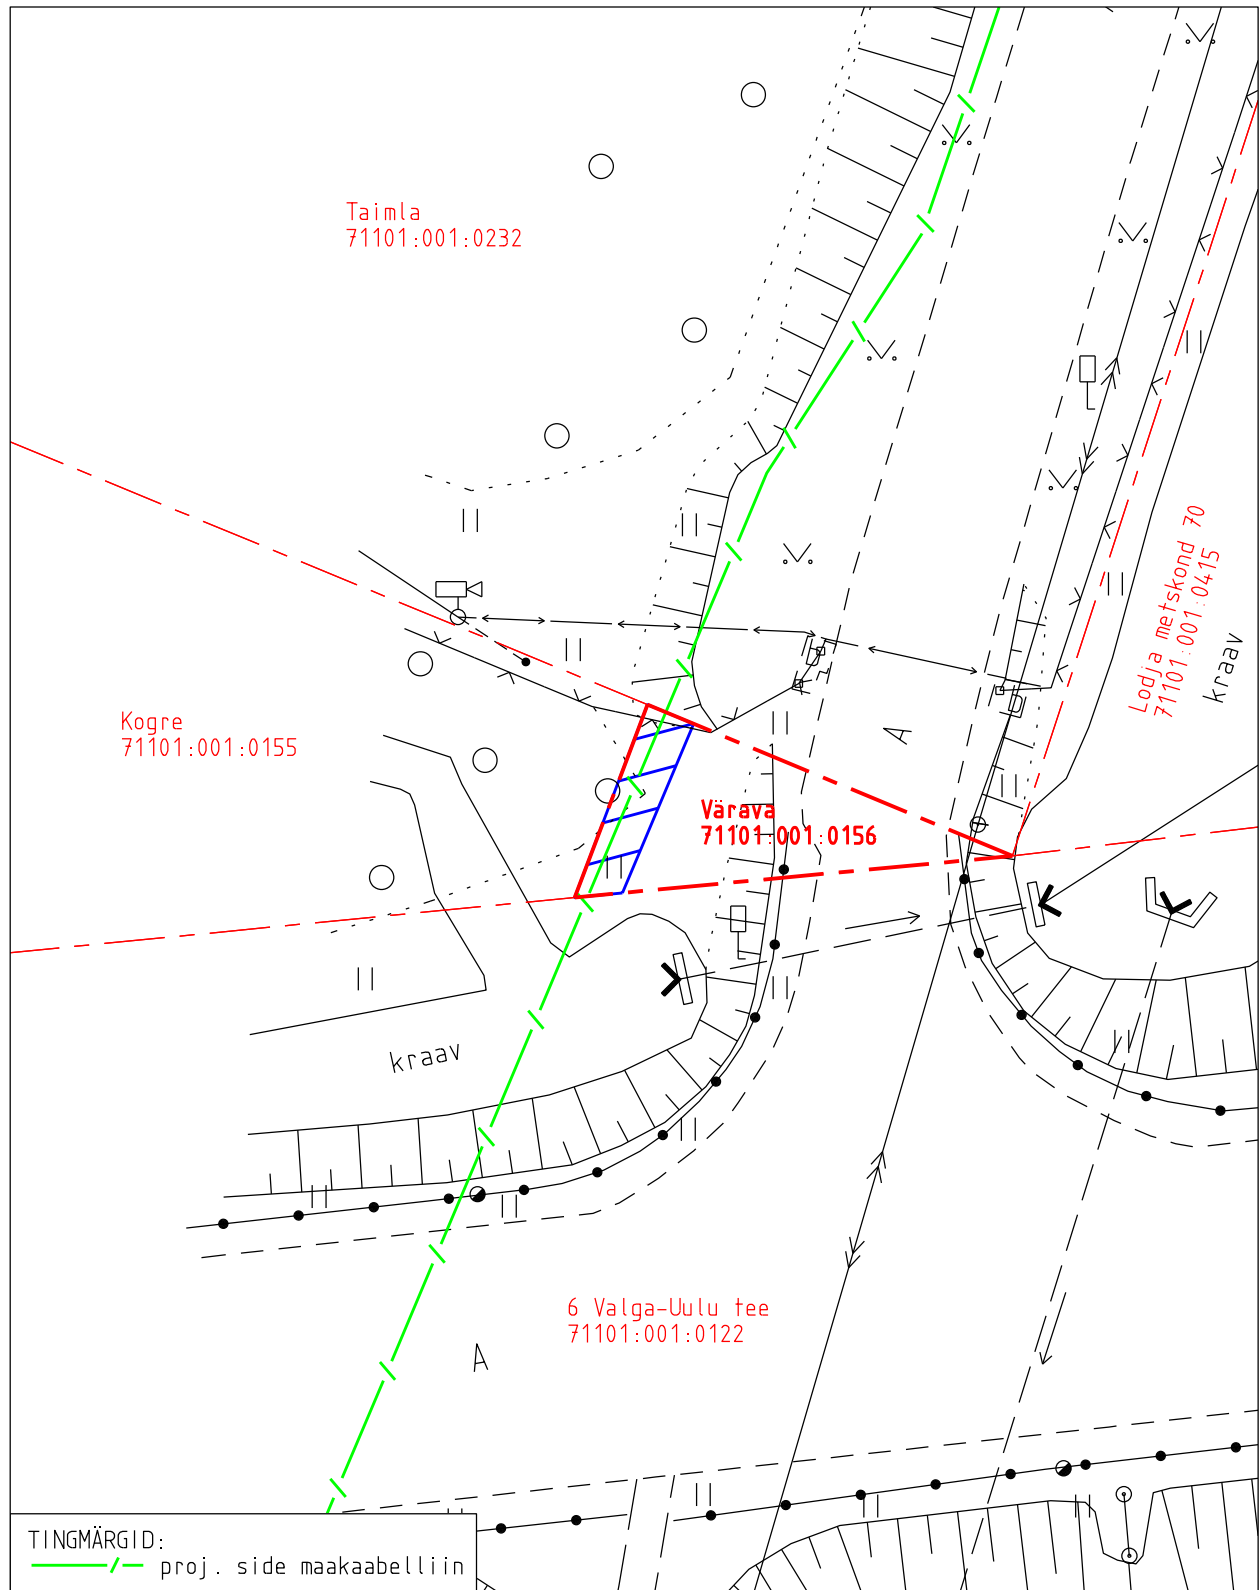 Taimla
71101:001:0232
Lodja metskond 70
71101:001:0415
kraav
Kogre
71101:001:0155
Värava
71101:001:0156
A
kraav
6 Valga-Uulu tee
71101:001:0122
A
TINGMÄRGID:
proj. side maakaabelliin